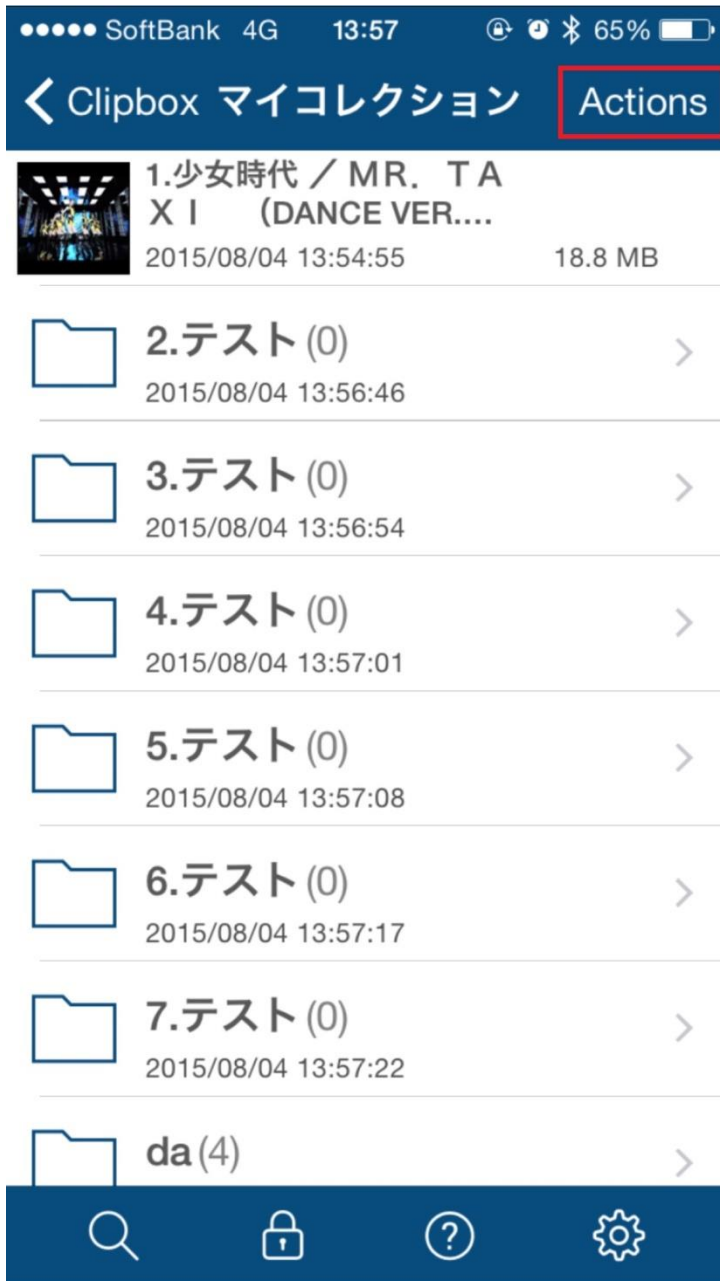 SoftBank 4G 13:57 65%
Clipbox マイコレクション Actions
1.少女時代／ＭＲ．ＴＡ
ＸＩ　（DANCE VER....
2015/08/04 13:54:55 18.8 MB
2.テスト(0)
2015/08/04 13:56:46
3.テスト(0)
2015/08/04 13:56:54
4.テスト(0)
2015/08/04 13:57:01
5.テスト(0)
2015/08/04 13:57:08
6.テスト(0)
2015/08/04 13:57:17
7.テスト(0)
2015/08/04 13:57:22
da(4)
?